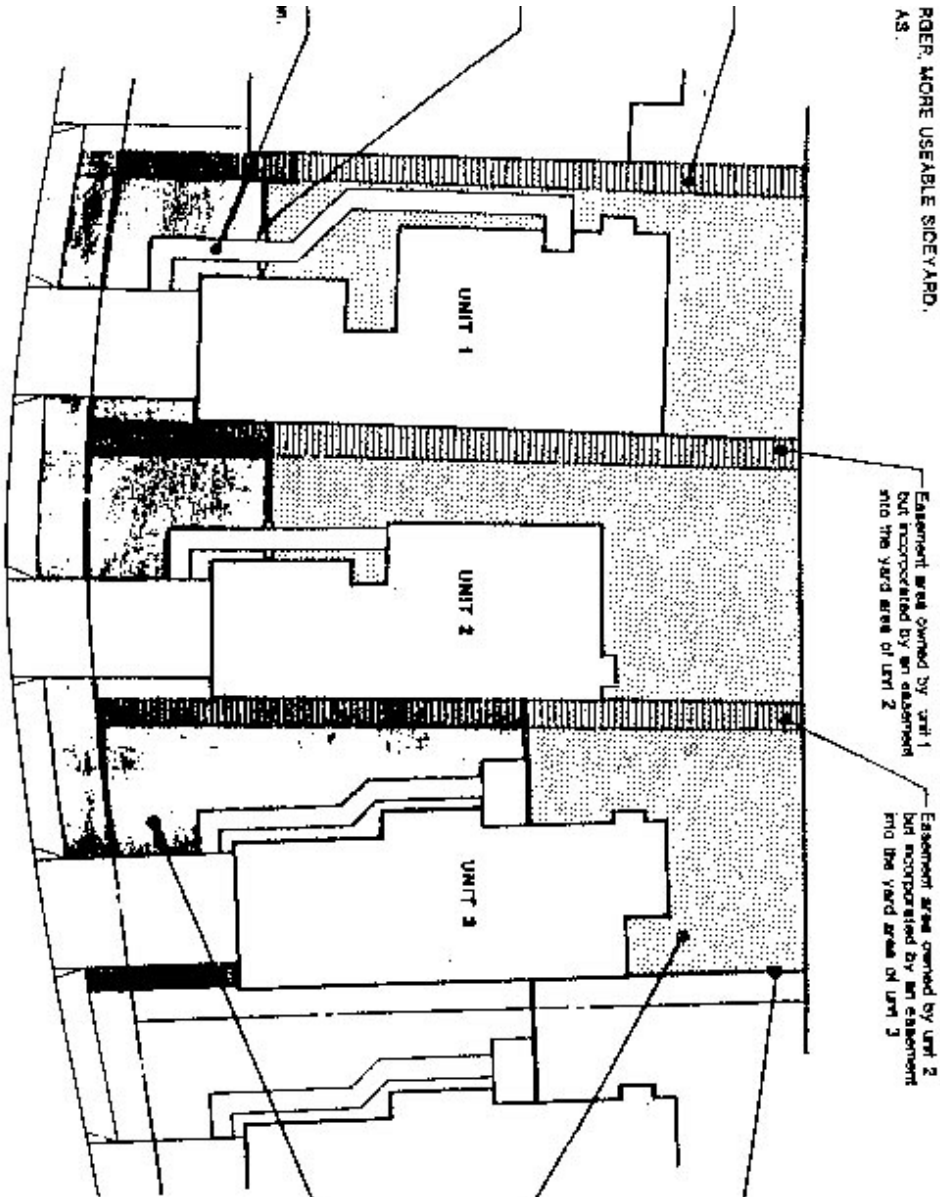 RGER, MORE USEABLE SIDEYARD.
AS.
Easement area owned by unit 1
but incorporated by an easement
into the yard area of unit 2
Easement area owned by unit 2
but incorporated by an easement
into the yard area of unit 3
UNIT 1
UNIT 2
UNIT 3